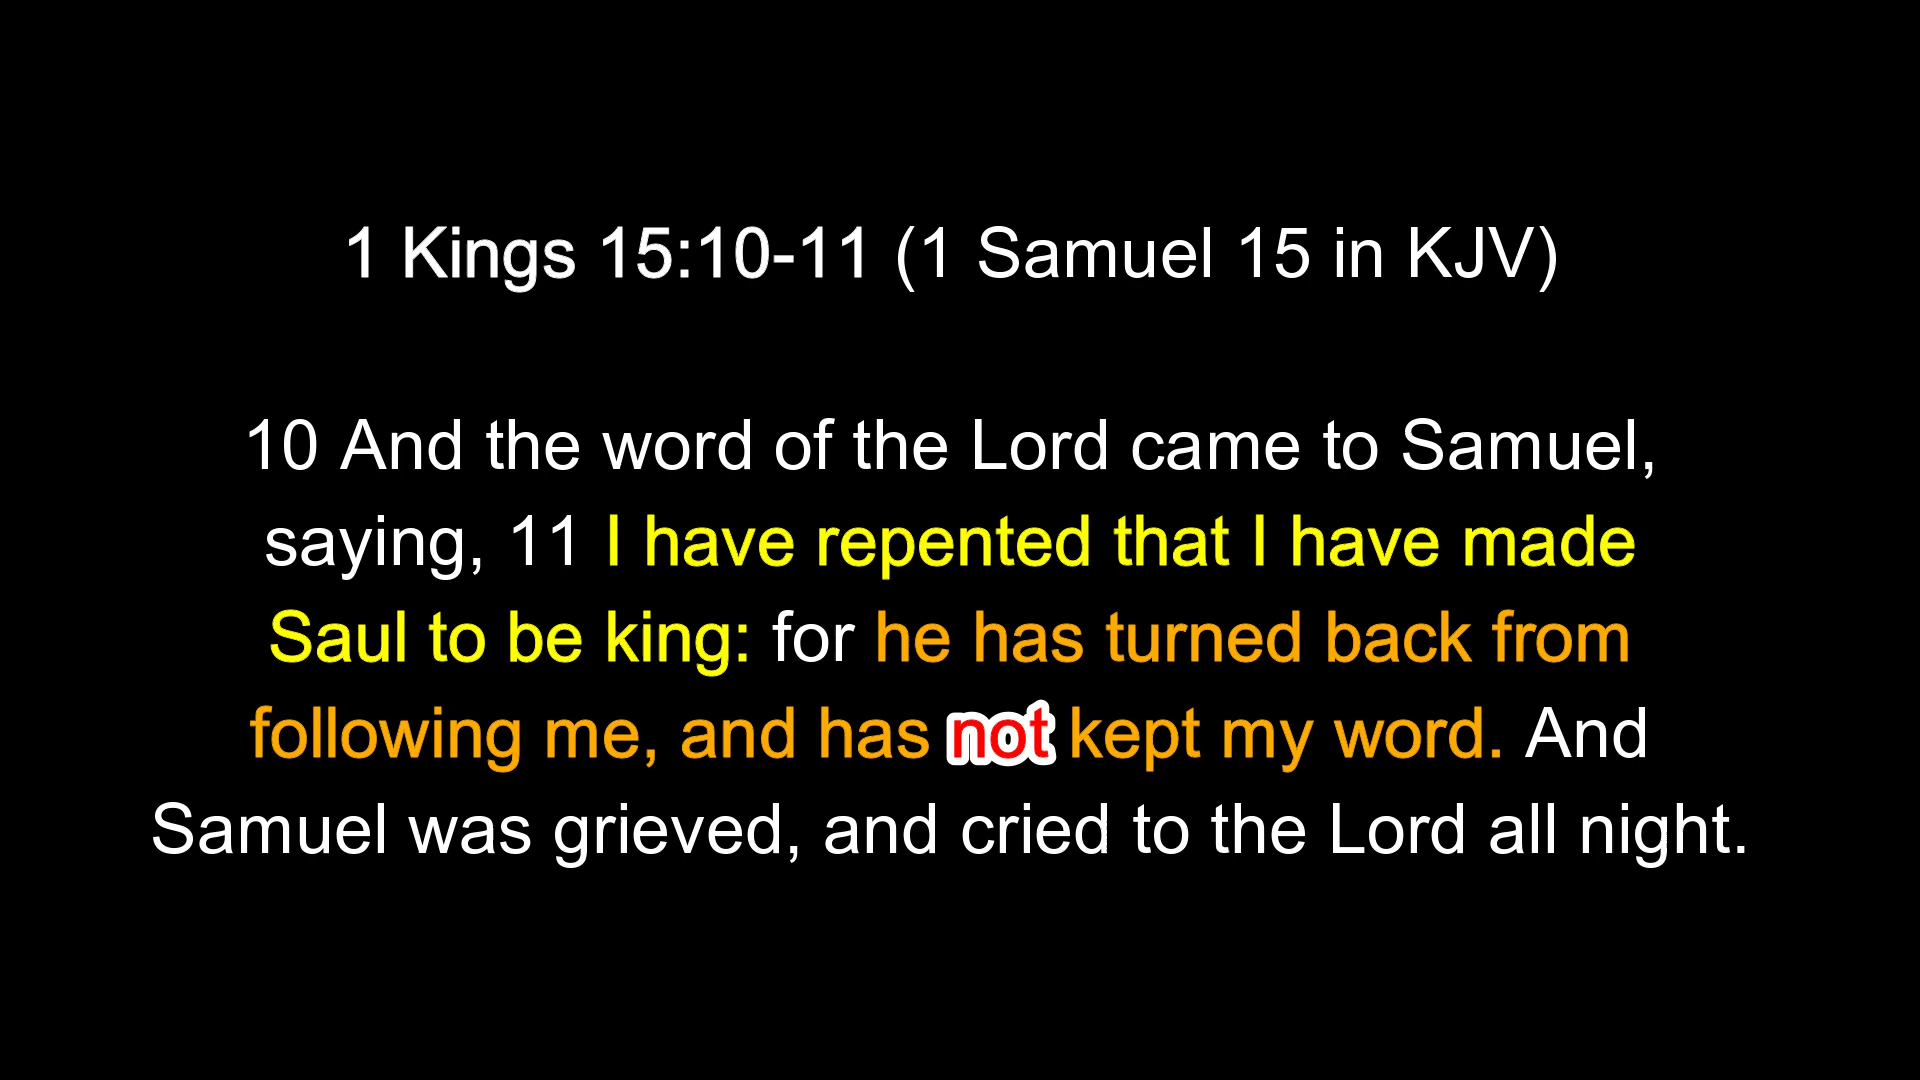 1 Kings 15:10-11 (1 Samuel 15 in KJV)
10 And the word of the Lord came to Samuel,
saying, 11 I have repented that I have made
Saul to be king: for he has turned back from
following me, and has not kept my word. And
Samuel was grieved, and cried to the Lord all night.